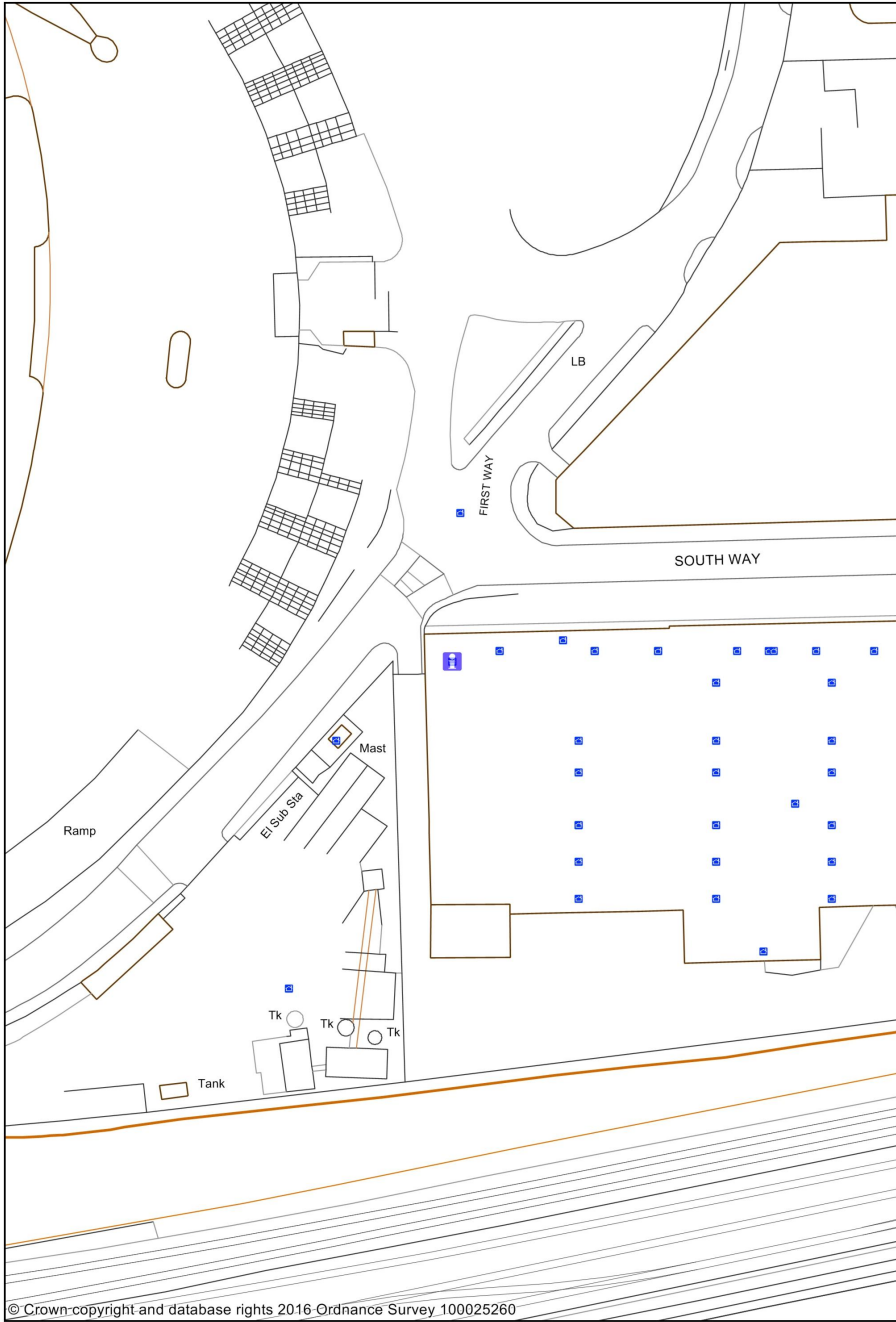 LB
FIRST WAY
SOUTH WAY
Mast
El Sub Sta
Ramp
Tk
Tk
Tk
Tank
© Crown copyright and database rights 2016 Ordnance Survey 100025260